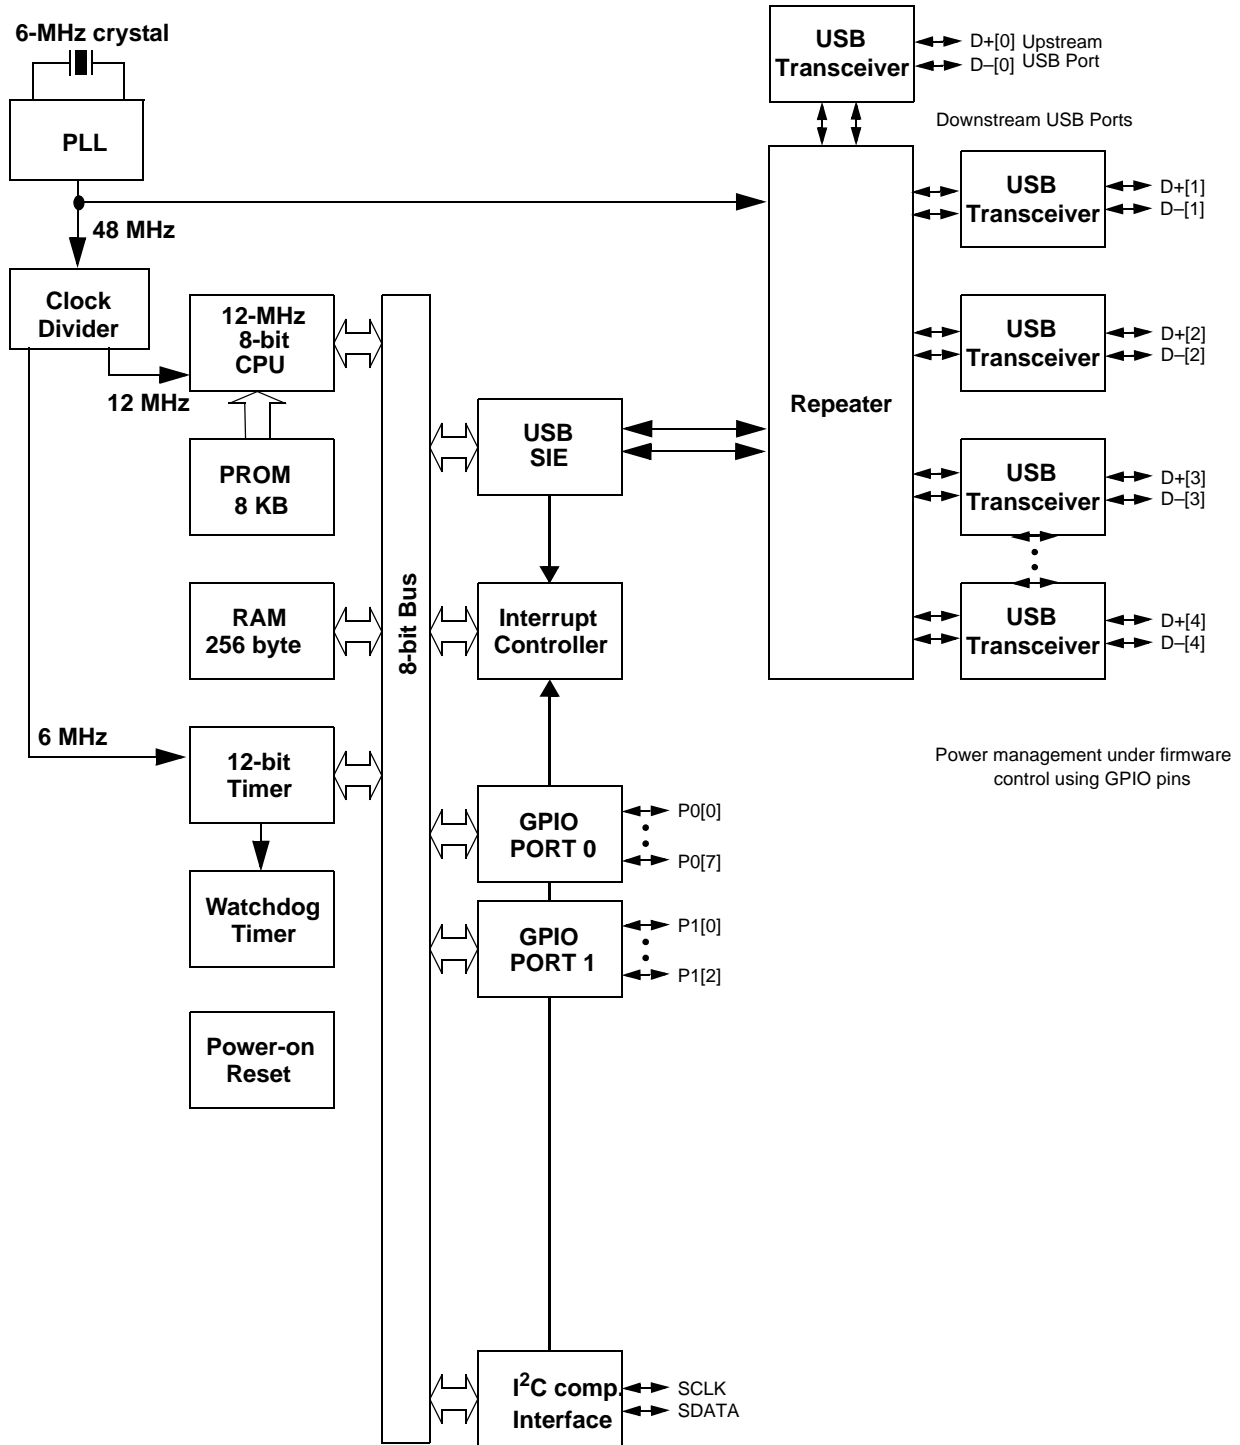 6-MHz crystal
PLL
48 MHz
Clock
Divider
12 MHz
12-MHz
8-bit
CPU
PROM
8 KB
RAM
256 byte
6 MHz
12-bit
Timer
Watchdog
Timer
Power-on
Reset
8-bit Bus
USB
SIE
Interrupt
Controller
GPIO
PORT 0
P0[0]
P0[7]
GPIO
PORT 1
P1[0]
P1[2]
I²C comp.
Interface
SCLK
SDATA
Repeater
USB
Transceiver
D+[0] Upstream
D–[0] USB Port
Downstream USB Ports
USB
Transceiver
D+[1]
D–[1]
USB
Transceiver
D+[2]
D–[2]
USB
Transceiver
D+[3]
D–[3]
USB
Transceiver
D+[4]
D–[4]
Power management under firmware
control using GPIO pins